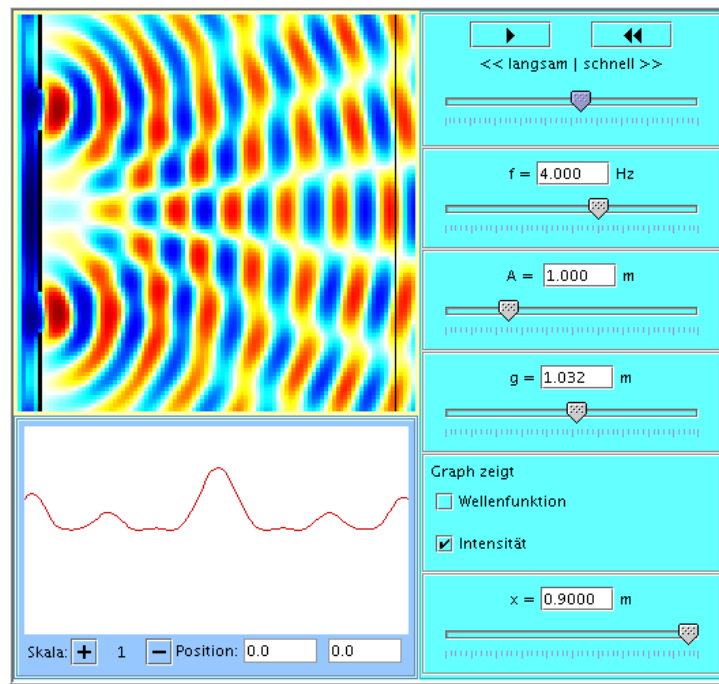 << langsam | schnell >>
f = 4.000 Hz
A = 1.000 m
g = 1.032 m
Graph zeigt
Wellenfunktion
Intensität
x = 0.9000 m
Skala: + 1 − Position: 0.0 0.0